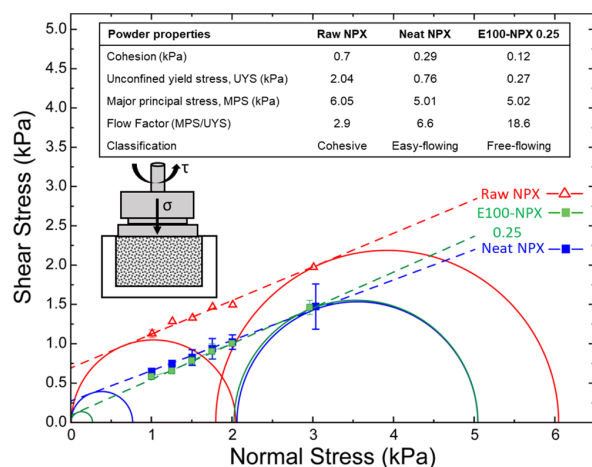 Powder properties Raw NPX Neat NPX E100-NPX 0.25
Cohesion (kPa) 0.7 0.29 0.12
Unconfined yield stress, UYS (kPa) 2.04 0.76 0.27
Major principal stress, MPS (kPa) 6.05 5.01 5.02
Flow Factor (MPS/UYS) 2.9 6.6 18.6
Classification Cohesive Easy-flowing Free-flowing
τ
σ
Raw NPX
E100-NPX
0.25
Neat NPX
Shear Stress (kPa)
5.0
4.5
4.0
3.5
3.0
2.5
2.0
1.5
1.0
0.5
0.0
0 1 2 3 4 5 6
Normal Stress (kPa)